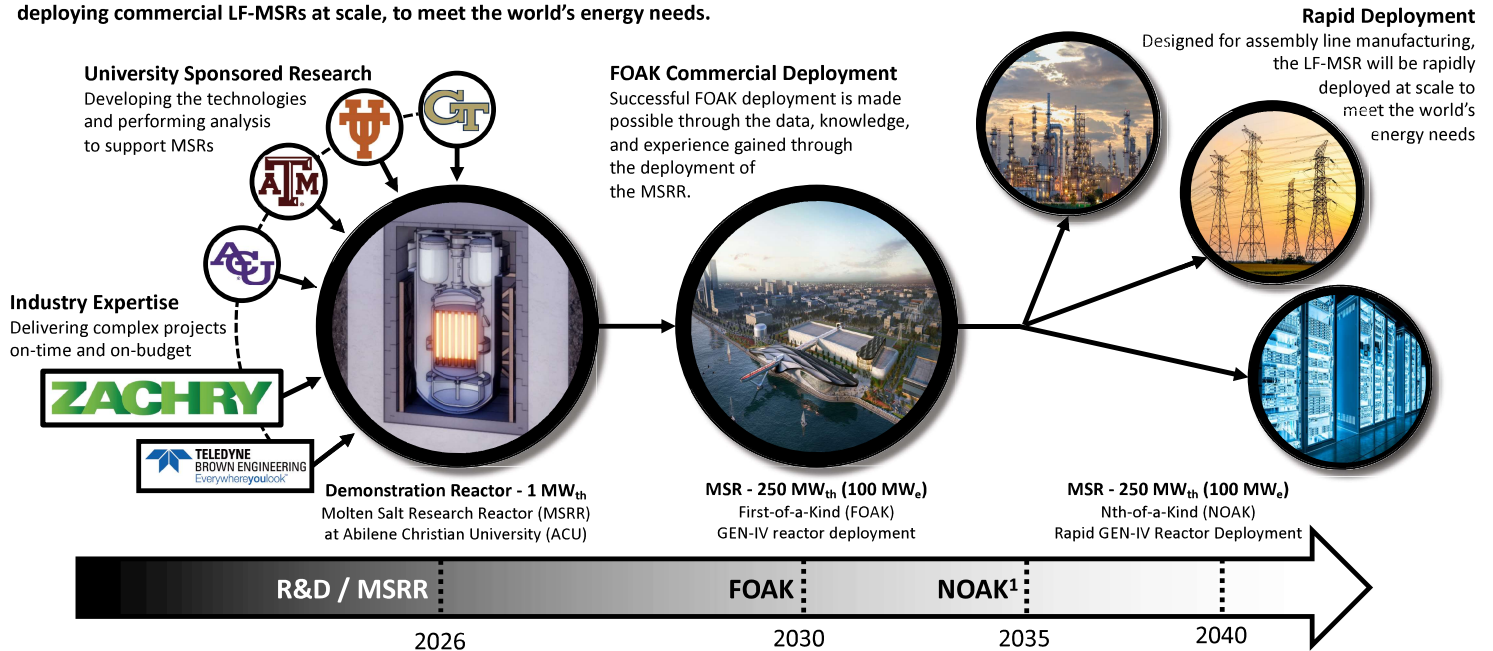 deploying commercial LF-MSRs at scale, to meet the world's energy needs.
Rapid Deployment
Designed for assembly line manufacturing,
the LF-MSR will be rapidly
deployed at scale to
meet the world's
energy needs
University Sponsored Research
Developing the technologies
and performing analysis
to support MSRs
GT
UT
ATM
ACU
FOAK Commercial Deployment
Successful FOAK deployment is made
possible through the data, knowledge,
and experience gained through
the deployment of
the MSRR.
Industry Expertise
Delivering complex projects
on-time and on-budget
ZACHRY
TELEDYNE
BROWN ENGINEERING
Everywhereyoulook™
Demonstration Reactor - 1 MWth
Molten Salt Research Reactor (MSRR)
at Abilene Christian University (ACU)
MSR - 250 MWth (100 MWe)
First-of-a-Kind (FOAK)
GEN-IV reactor deployment
MSR - 250 MWth (100 MWe)
Nth-of-a-Kind (NOAK)
Rapid GEN-IV Reactor Deployment
R&D / MSRR
FOAK
NOAK¹
2026
2030
2035
2040